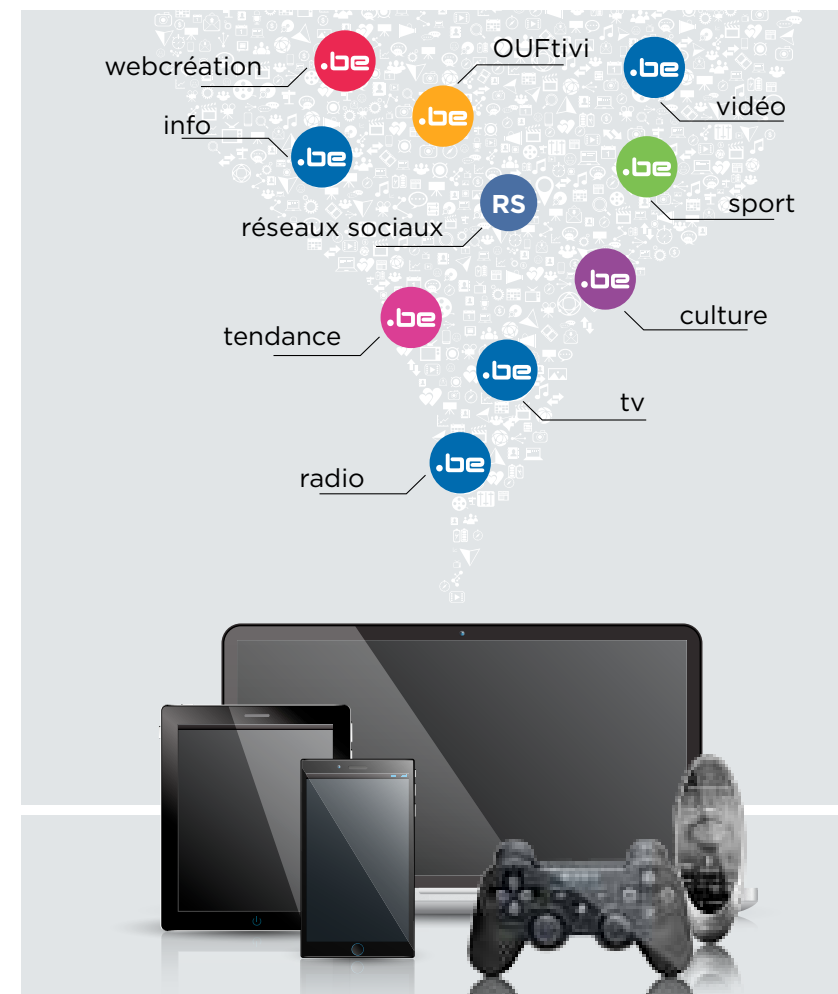 webcréation
.be
OUFtivi
.be
.be
vidéo
info
.be
.be
sport
réseaux sociaux
RS
.be
culture
tendance
.be
.be
tv
radio
.be